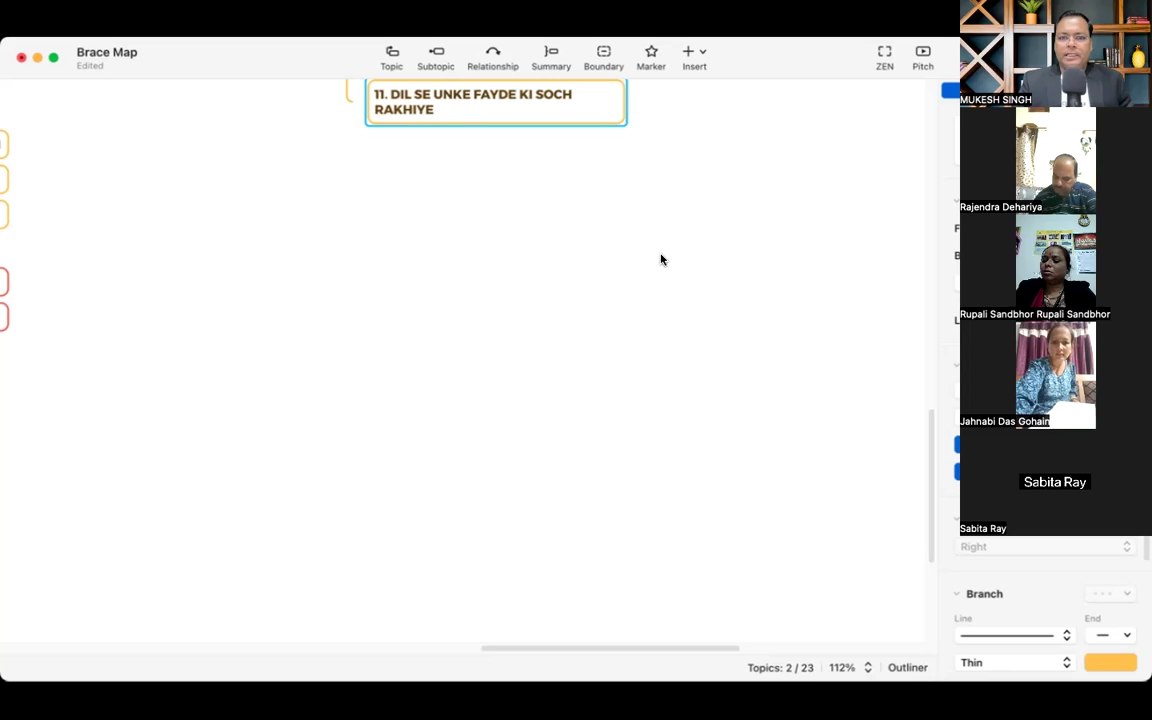 Brace Map
Edited
Topic
Subtopic
Relationship
Summary
Boundary
Marker
Insert
ZEN
Pitch
11. DIL SE UNKE FAYDE KI SOCH
RAKHIYE
MUKESH SINGH
Rajendra Dehariya
Rupali Sandbhor Rupali Sandbhor
Jahnabi Das Gohain
Sabita Ray
Sabita Ray
Right
Branch
Line
End
Thin
Topics: 2 / 23
112%
Outliner